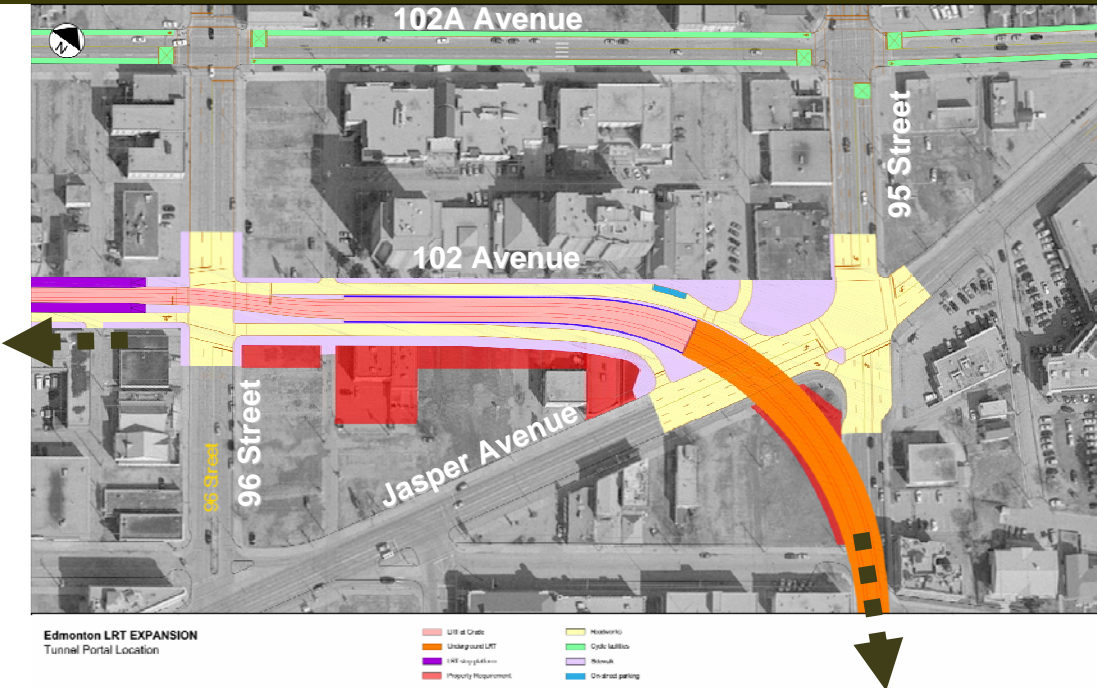 102A Avenue
N
95 Street
102 Avenue
96 Street
96 Street
Jasper Avenue
Edmonton LRT EXPANSION
Tunnel Portal Location
LRT at Grade
Underground LRT
LRT stop platform
Property Requirement
Roadworks
Cycle facilities
Sidewalk
On-street parking